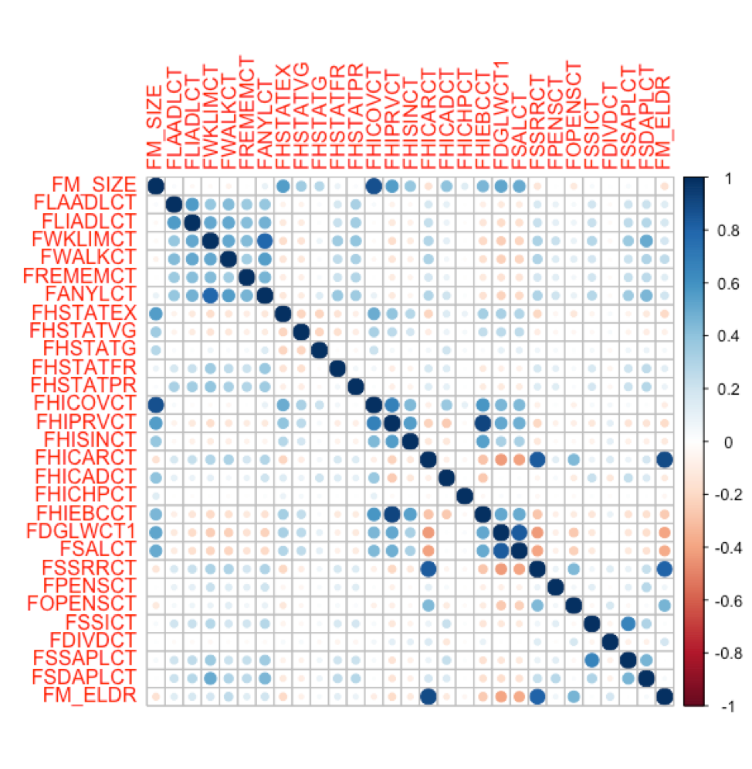 FM_SIZE
FLAADLCT
FLIADLCT
FWKLIMCT
FWALKCT
FREMEMCT
FANYLCT
FHSTATEX
FHSTATVG
FHSTATG
FHSTATFR
FHSTATPR
FHICOVCT
FHIPRVCT
FHISINCT
FHICARCT
FHICADCT
FHICHPCT
FHIEBCCT
FDGLWCT1
FSALCT
FSSRRCT
FPENSCT
FOPENSCT
FSSICT
FDIVDCT
FSSAPLCT
FSDAPLCT
FM_ELDR
FM_SIZE
FLAADLCT
FLIADLCT
FWKLIMCT
FWALKCT
FREMEMCT
FANYLCT
FHSTATEX
FHSTATVG
FHSTATG
FHSTATFR
FHSTATPR
FHICOVCT
FHIPRVCT
FHISINCT
FHICARCT
FHICADCT
FHICHPCT
FHIEBCCT
FDGLWCT1
FSALCT
FSSRRCT
FPENSCT
FOPENSCT
FSSICT
FDIVDCT
FSSAPLCT
FSDAPLCT
FM_ELDR
1
0.8
0.6
0.4
0.2
0
-0.2
-0.4
-0.6
-0.8
-1